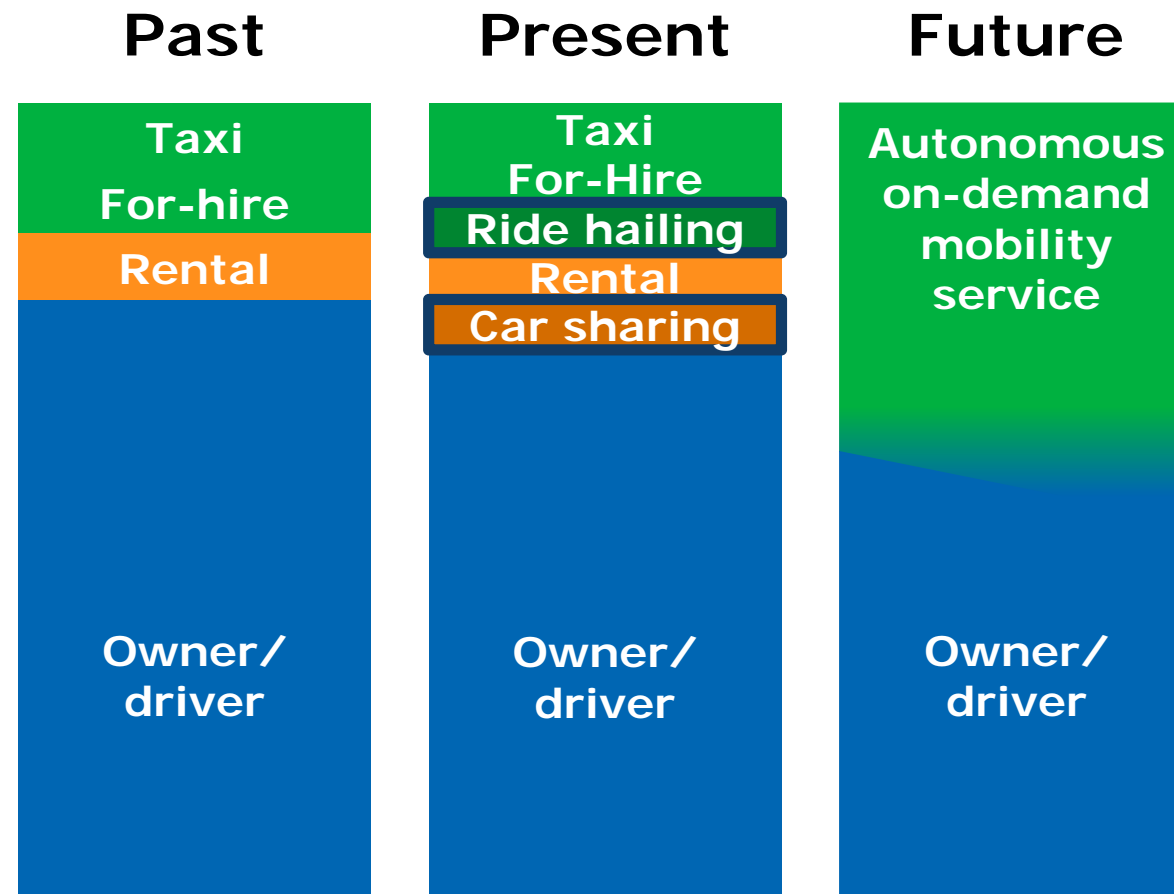 Past
Present
Future
Taxi
For-hire
Rental
Owner/
driver
Taxi
For-Hire
Ride hailing
Rental
Car sharing
Owner/
driver
Autonomous
on-demand
mobility
service
Owner/
driver